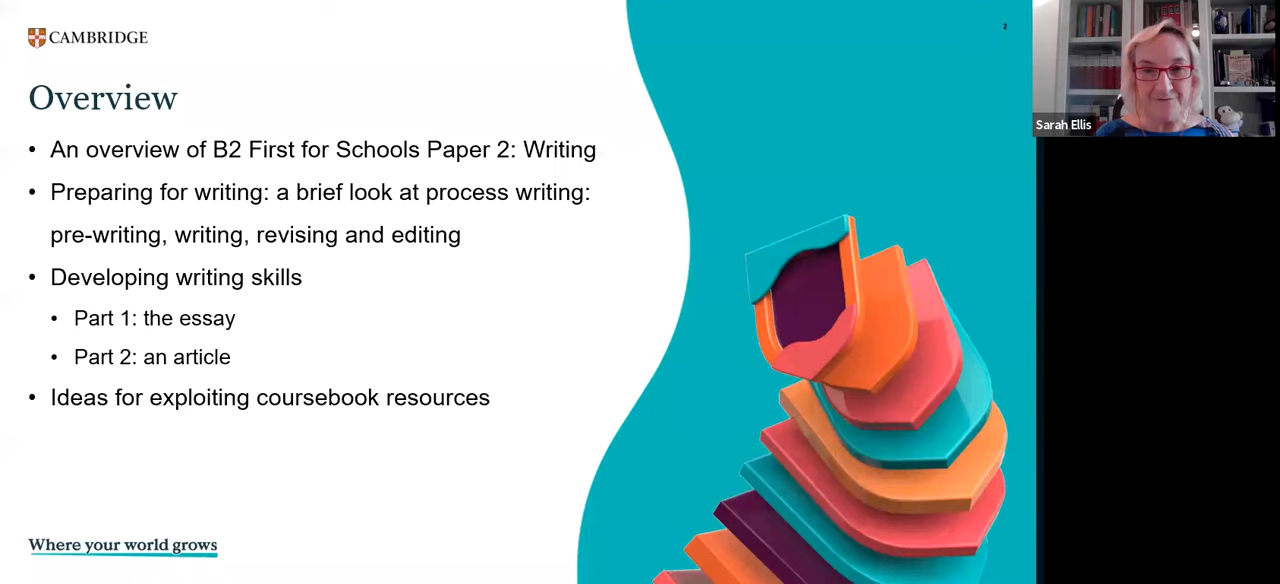 CAMBRIDGE
2
Overview
• An overview of B2 First for Schools Paper 2: Writing
• Preparing for writing: a brief look at process writing:
pre-writing, writing, revising and editing
• Developing writing skills
• Part 1: the essay
• Part 2: an article
• Ideas for exploiting coursebook resources
Where your world grows
Sarah Ellis